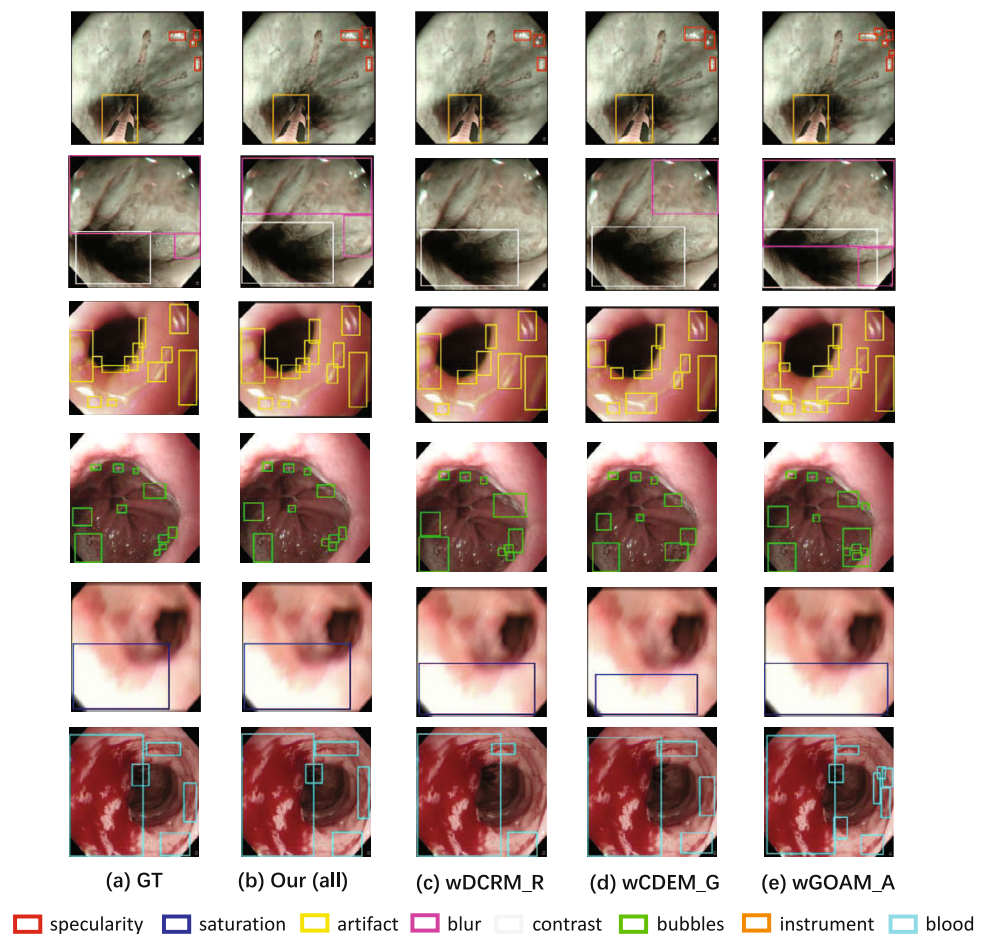 (a) GT
(b) Our (all)
(c) wDCRM_R
(d) wCDEM_G
(e) wGOAM_A
specularity saturation artifact blur contrast bubbles instrument blood